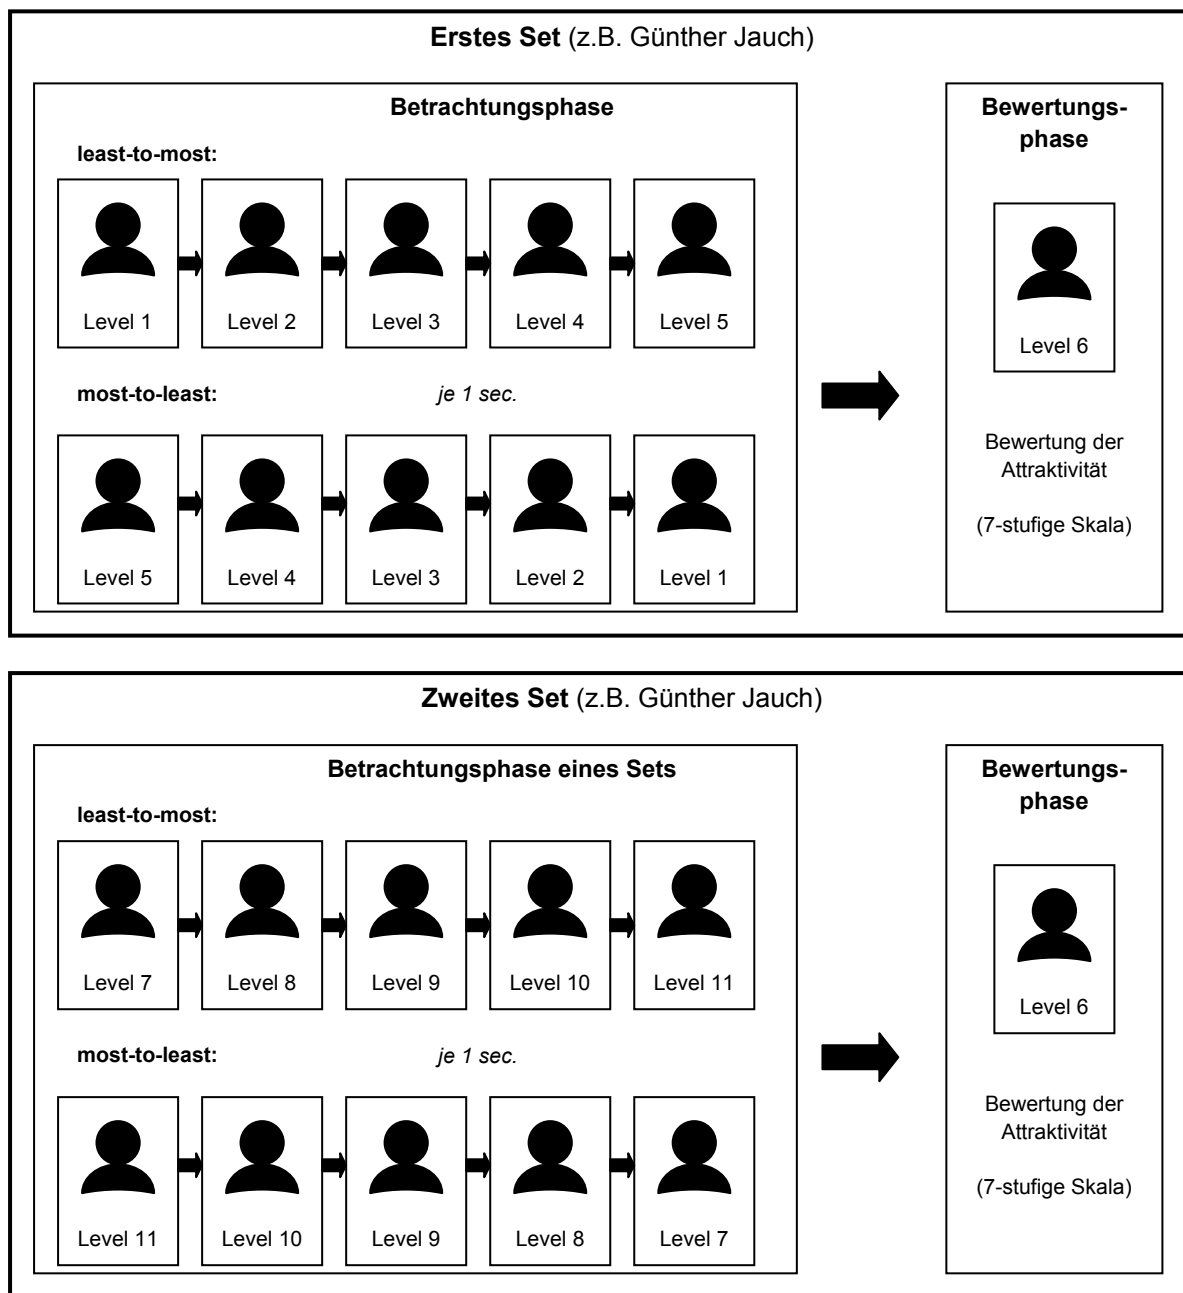 Erstes Set (z.B. Günther Jauch)
Betrachtungsphase
least-to-most:
Level 1 Level 2 Level 3 Level 4 Level 5
most-to-least: je 1 sec.
Level 5 Level 4 Level 3 Level 2 Level 1
Bewertungs-
phase
Level 6
Bewertung der
Attraktivität
(7-stufige Skala)
Zweites Set (z.B. Günther Jauch)
Betrachtungsphase eines Sets
least-to-most:
Level 7 Level 8 Level 9 Level 10 Level 11
most-to-least: je 1 sec.
Level 11 Level 10 Level 9 Level 8 Level 7
Bewertungs-
phase
Level 6
Bewertung der
Attraktivität
(7-stufige Skala)